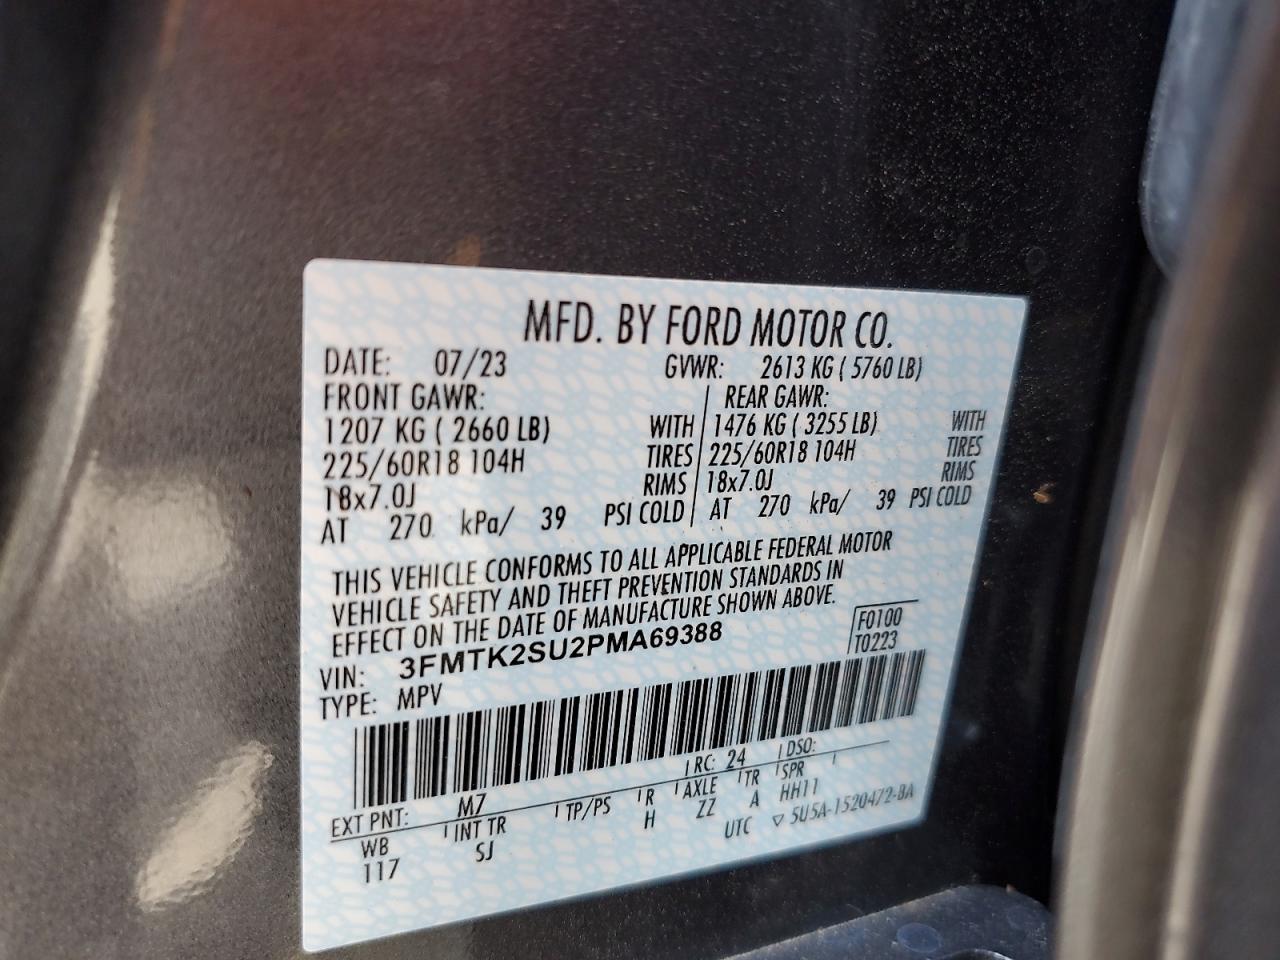 MFD. BY FORD MOTOR CO.
DATE: 07/23 GVWR: 2613 KG ( 5760 LB)
FRONT GAWR: REAR GAWR:
1207 KG ( 2660 LB) WITH 1476 KG ( 3255 LB) WITH
225/60R18 104H TIRES 225/60R18 104H TIRES
18x7.0J RIMS 18x7.0J RIMS
AT 270 kPa/ 39 PSI COLD AT 270 kPa/ 39 PSI COLD
THIS VEHICLE CONFORMS TO ALL APPLICABLE FEDERAL MOTOR
VEHICLE SAFETY AND THEFT PREVENTION STANDARDS IN
EFFECT ON THE DATE OF MANUFACTURE SHOWN ABOVE.
F0100
T0223
VIN: 3FMTK2SU2PMA69388
TYPE: MPV
EXT PNT: M7 RC: 24 DSO:
WB INT TR TP/PS R AXLE TR SPR
117 SJ H ZZ A HH11
UTC ▽ 5U5A-1520472-BA